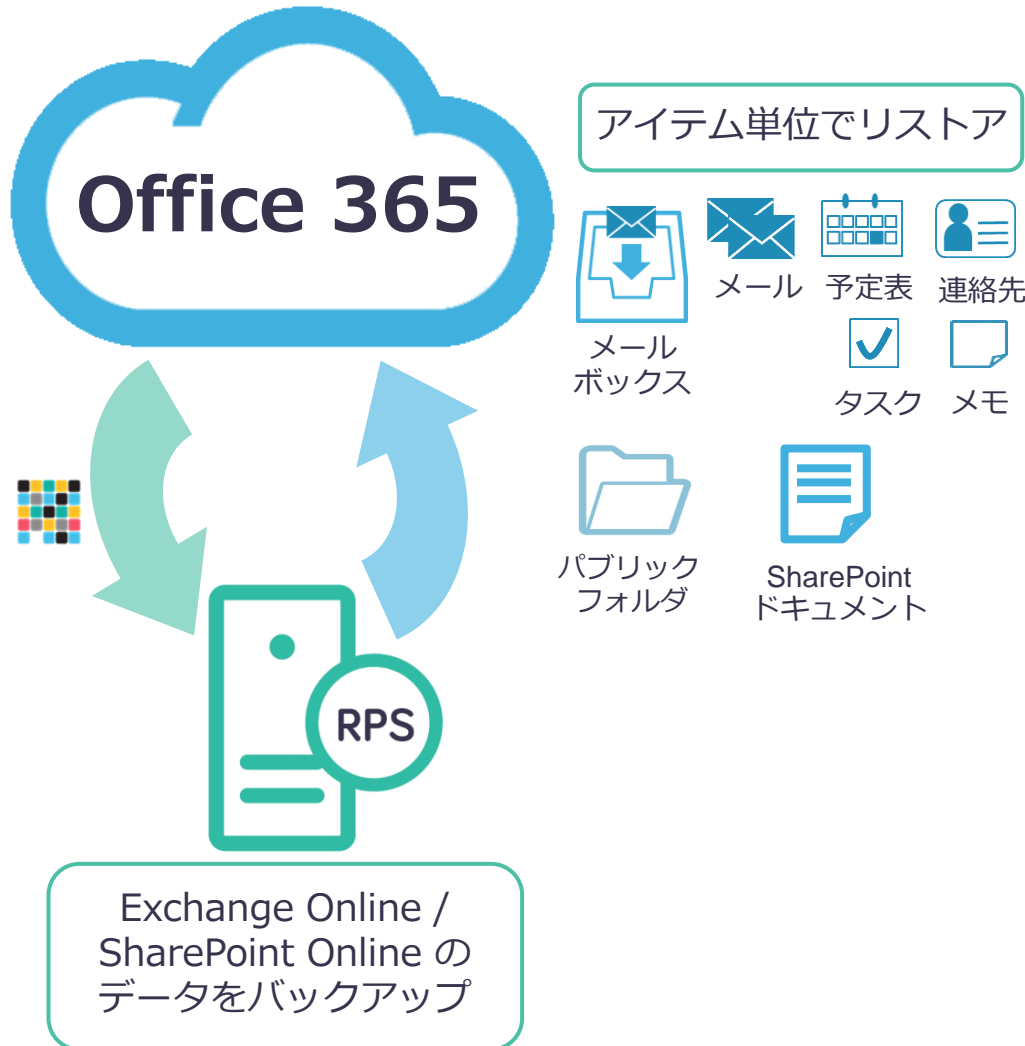 Office 365
アイテム単位でリストア
メール
ボックス
メール
予定表
連絡先
タスク
メモ
パブリック
フォルダ
SharePoint
ドキュメント
RPS
Exchange Online /
SharePoint Online の
データをバックアップ